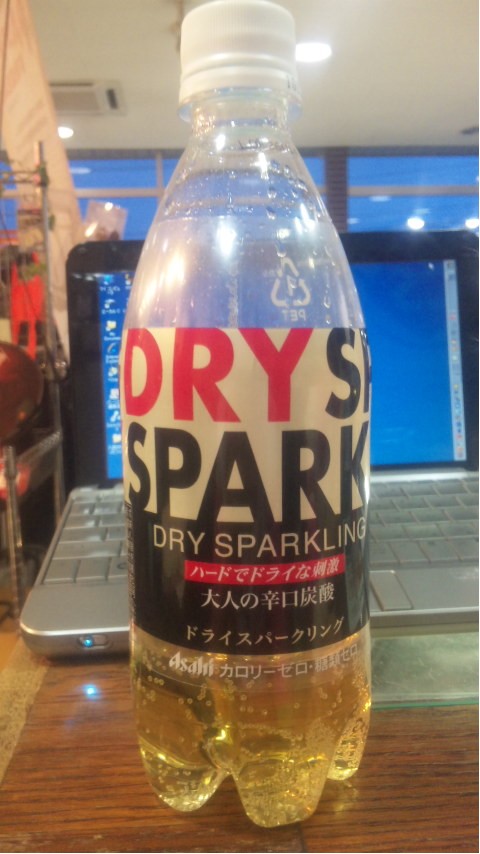 PET
DRY SP
SPARK
DRY SPARKLING
ハードでドライな刺激
大人の辛口炭酸
ドライスパークリング
Asahi カロリーゼロ・糖類ゼロ